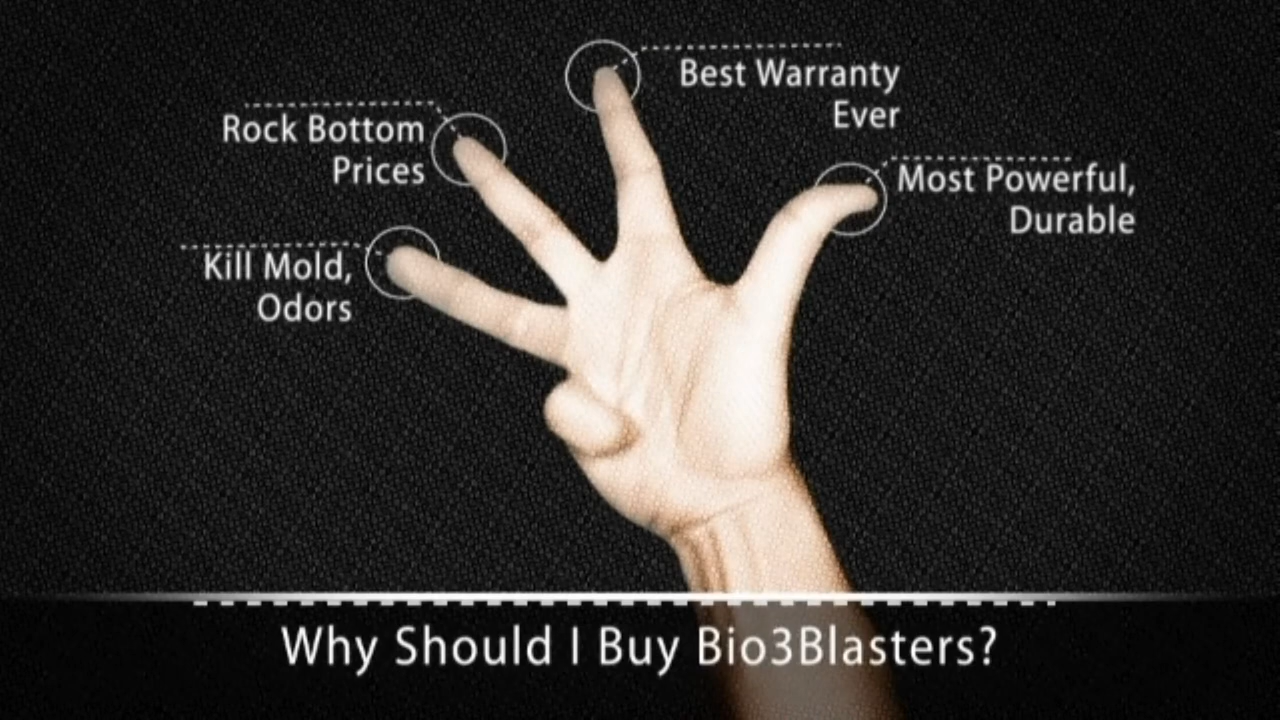 Best Warranty
Ever
Rock Bottom
Prices
Most Powerful,
Durable
Kill Mold,
Odors
Why Should I Buy Bio3Blasters?